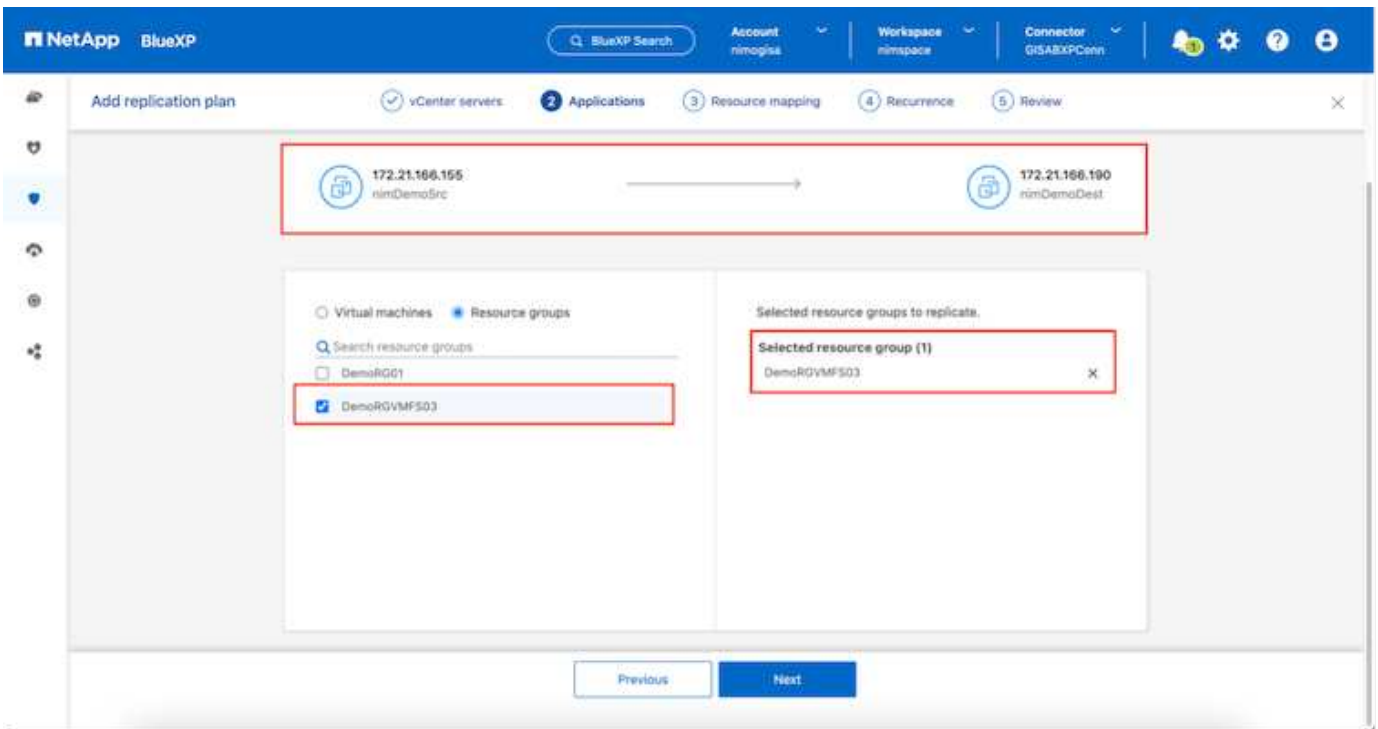 NetApp BlueXP
BlueXP Search
Account
nimogisa
Workspace
nimspace
Connector
GISABXPConn
1
Add replication plan
vCenter servers
2 Applications
3 Resource mapping
4 Recurrence
5 Review
172.21.166.155
nimDemoSrc
172.21.166.190
nimDemoDest
Virtual machines
Resource groups
Search resource groups
DemoRG01
DemoRGVMFS03
Selected resource groups to replicate.
Selected resource group (1)
DemoRGVMFS03
Previous
Next